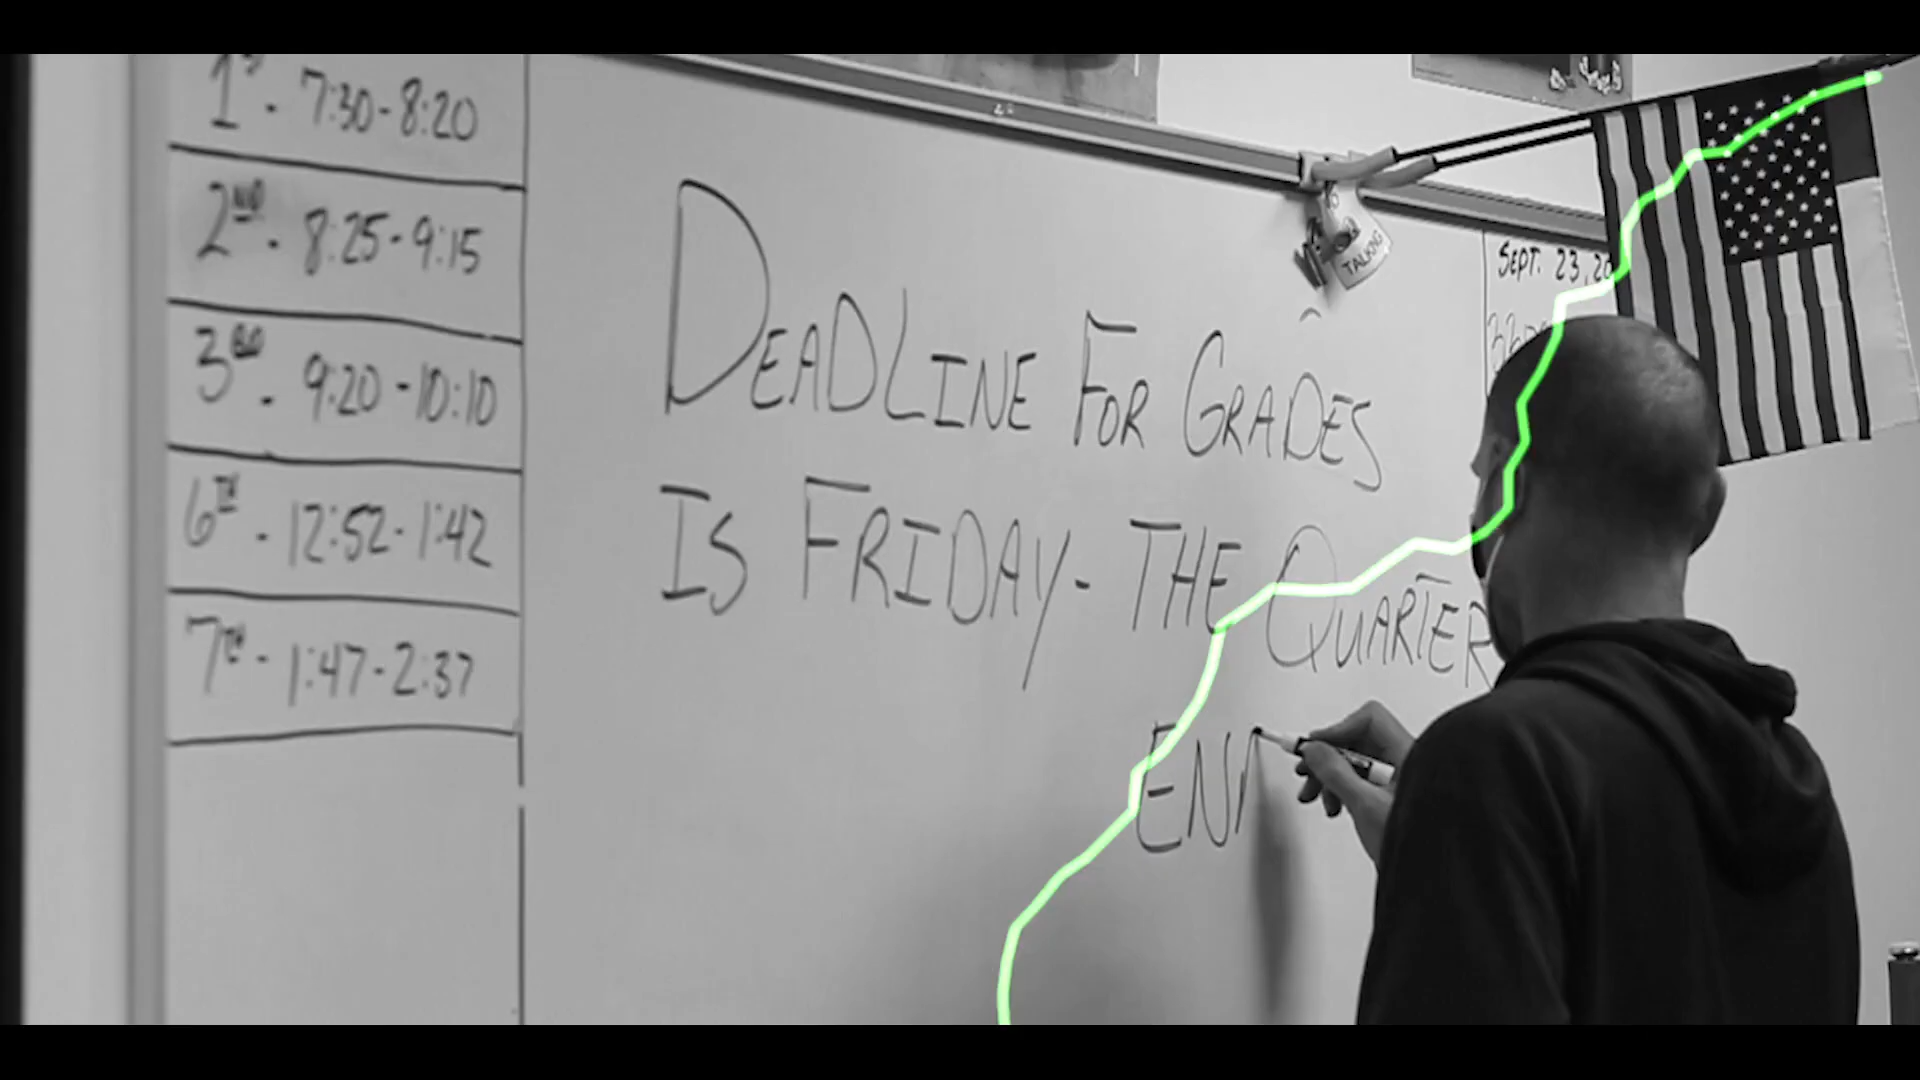 1ST - 7:30-8:20
2ND - 8:25-9:15
3RD - 9:20-10:10
6TH - 12:52-1:42
7TH - 1:47-2:37
DEADLINE FOR GRADES
IS FRIDAY- THE QUARTER
EN
TALKING
SEPT. 23, 20